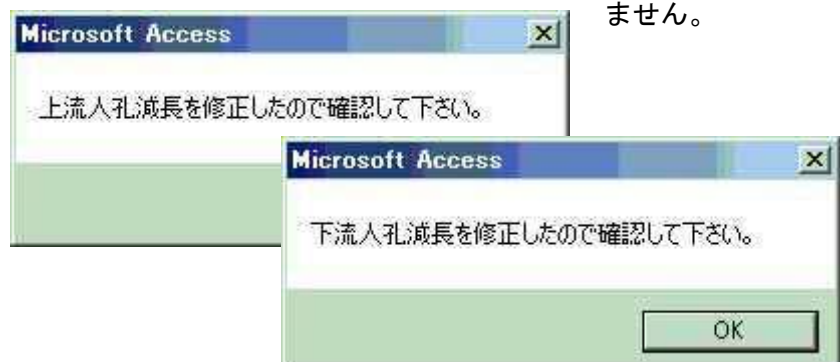 ません。
Microsoft Access
上流人孔減長を修正したので確認して下さい。
Microsoft Access
下流人孔減長を修正したので確認して下さい。
OK